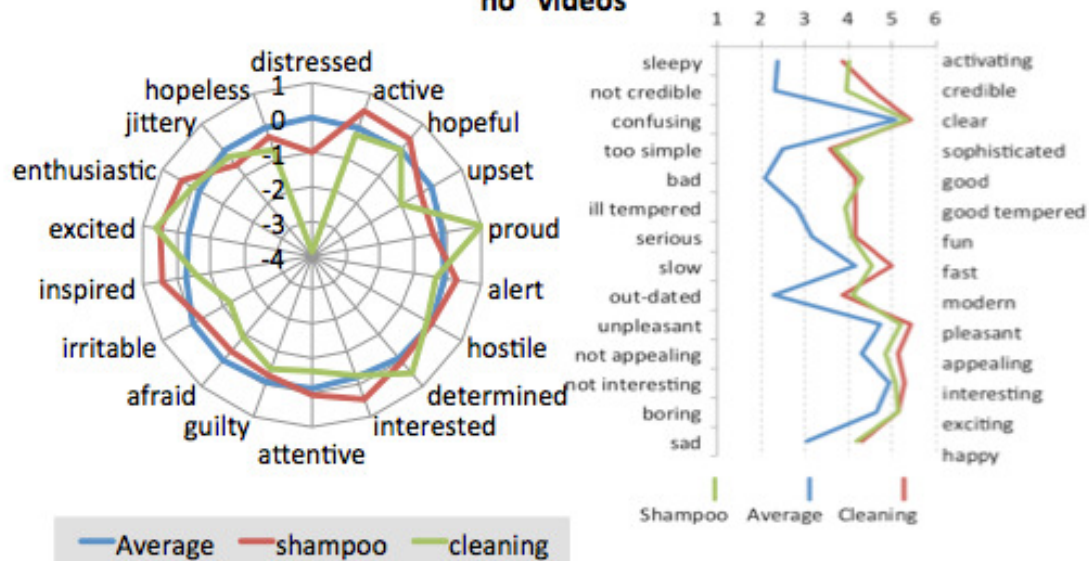 no videos
distressed
active
hopeful
upset
proud
alert
hostile
determined
interested
attentive
guilty
afraid
irritable
inspired
excited
enthusiastic
jittery
hopeless
1
0
-1
-2
-3
-4
Average shampoo cleaning
1 2 3 4 5 6
sleepy activating
not credible credible
confusing clear
too simple sophisticated
bad good
ill tempered good tempered
serious fun
slow fast
out-dated modern
unpleasant pleasant
not appealing appealing
not interesting interesting
boring exciting
sad happy
Shampoo Average Cleaning